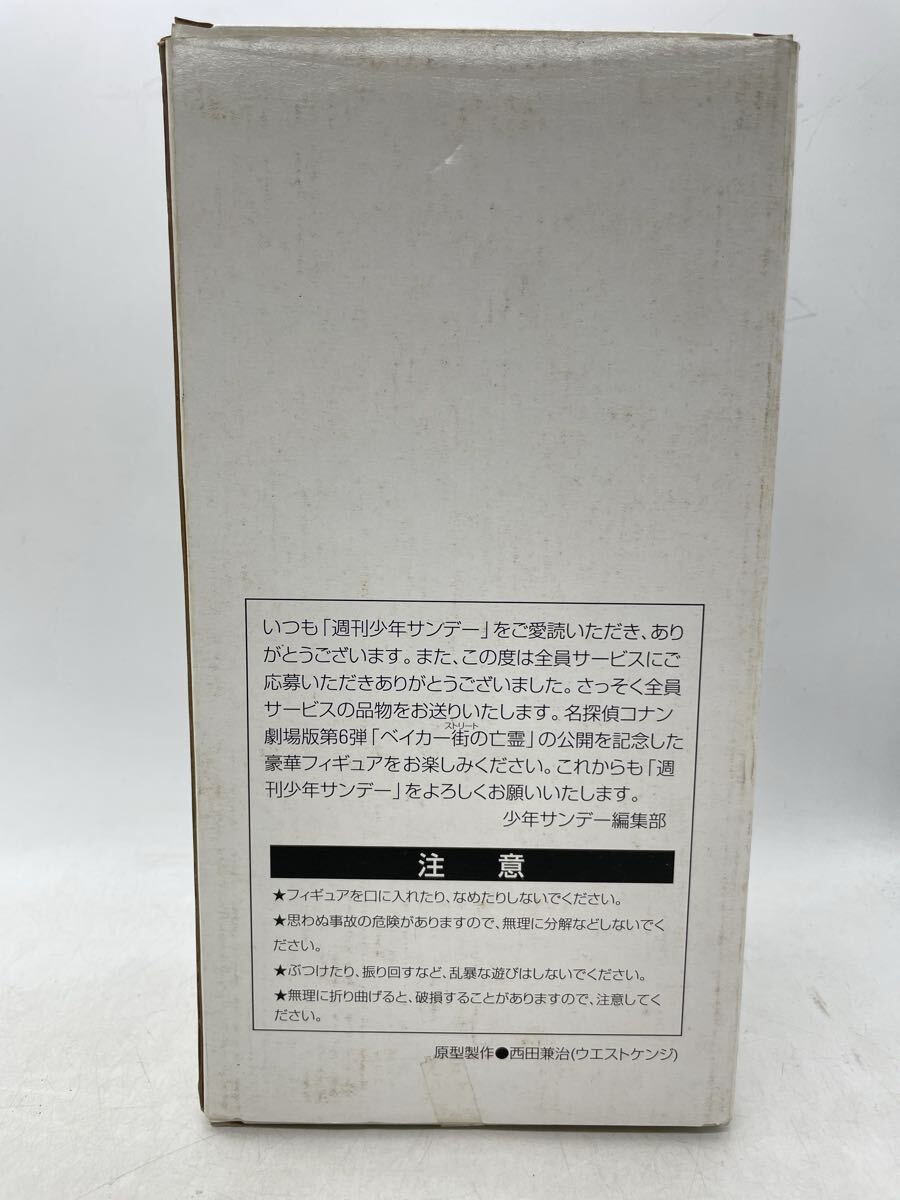 いつも「週刊少年サンデー」をご愛読いただき、あり
がとうございます。また、この度は全員サービスにご
応募いただきありがとうございました。さっそく全員
サービスの品物をお送りいたします。名探偵コナン
劇場版第6弾「ベイカー街の亡霊」の公開を記念した
ストリート
豪華フィギュアをお楽しみください。これからも「週
刊少年サンデー」をよろしくお願いいたします。
少年サンデー編集部
注 意
★フィギュアを口に入れたり、なめたりしないでください。
★思わぬ事故の危険がありますので、無理に分解などしないでく
ださい。
★ぶつけたり、振り回すなど、乱暴な遊びはしないでください。
★無理に折り曲げると、破損することがありますので、注意してく
ださい。
原型製作●西田兼治(ウエストケンジ)